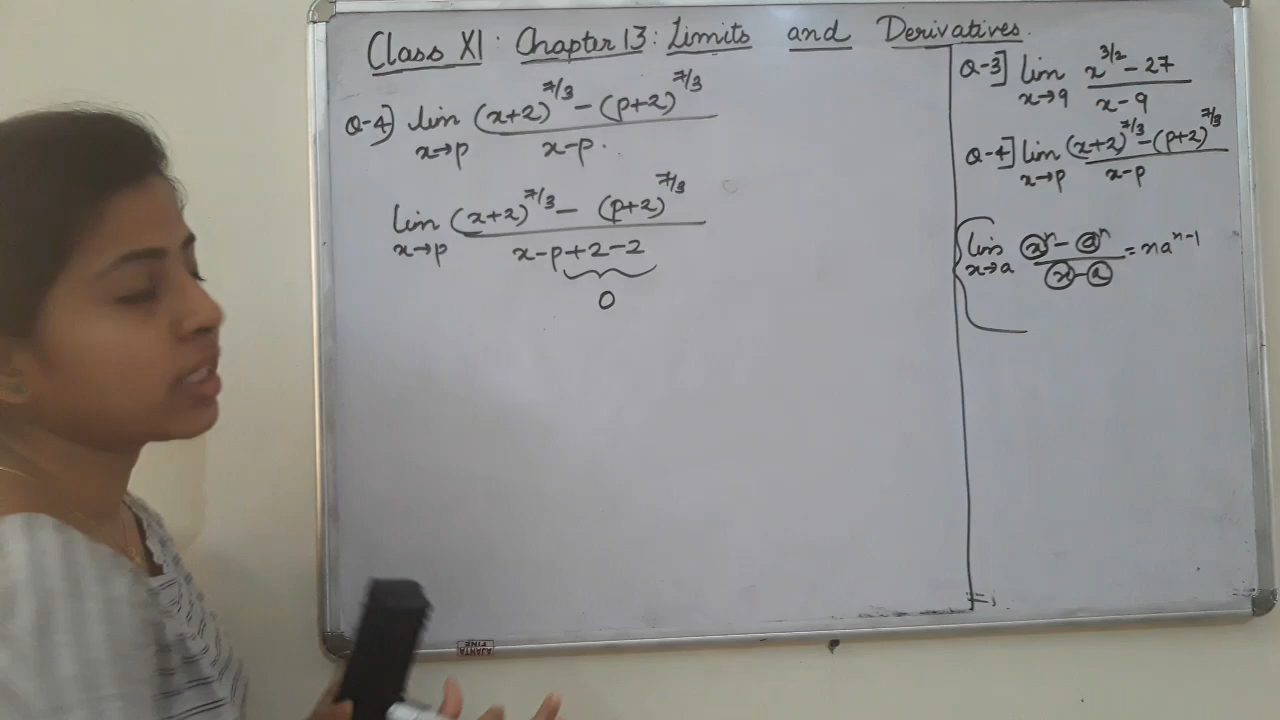 Class XI : Chapter 13 : Limits and Derivatives.
Q-4) lim (x+2)^7/3 - (p+2)^7/3
x→p x-p.
lim (x+2)^7/3 - (p+2)^7/3
x→p x-p+2-2
0
Q-3] lim x^3/2 - 27
x→9 x-9
Q-4] lim (x+2)^7/3 - (p+2)^7/3
x→p x-p
lim x^n - a^n = na^n-1
x→a x-a
AJANTA
FINE